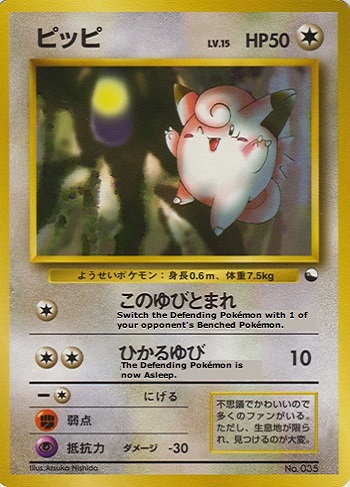 ピッピ LV.15 HP50
ようせいポケモン：身長0.6m、体重7.5kg
このゆびとまれ
Switch the Defending Pokémon with 1 of
your opponent's Benched Pokémon.
ひかるゆび 10
The Defending Pokémon is
now Asleep.
− にげる
弱点
抵抗力 ダメージ -30
不思議でかわいいので
多くのファンがいる。
ただし、生息地が限ら
れ、見つけるのが大変。
Illus.Atsuko Nishida No.035